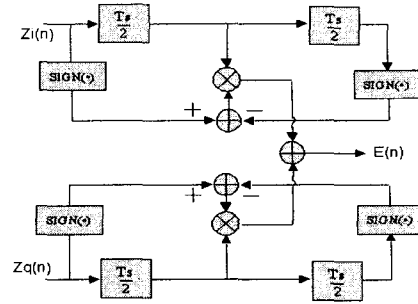 Ts
2
Ts
2
Zi(n)
SIGN(•)
SIGN(•)
+
−
E(n)
+
−
SIGN(•)
SIGN(•)
Zq(n)
Ts
2
Ts
2